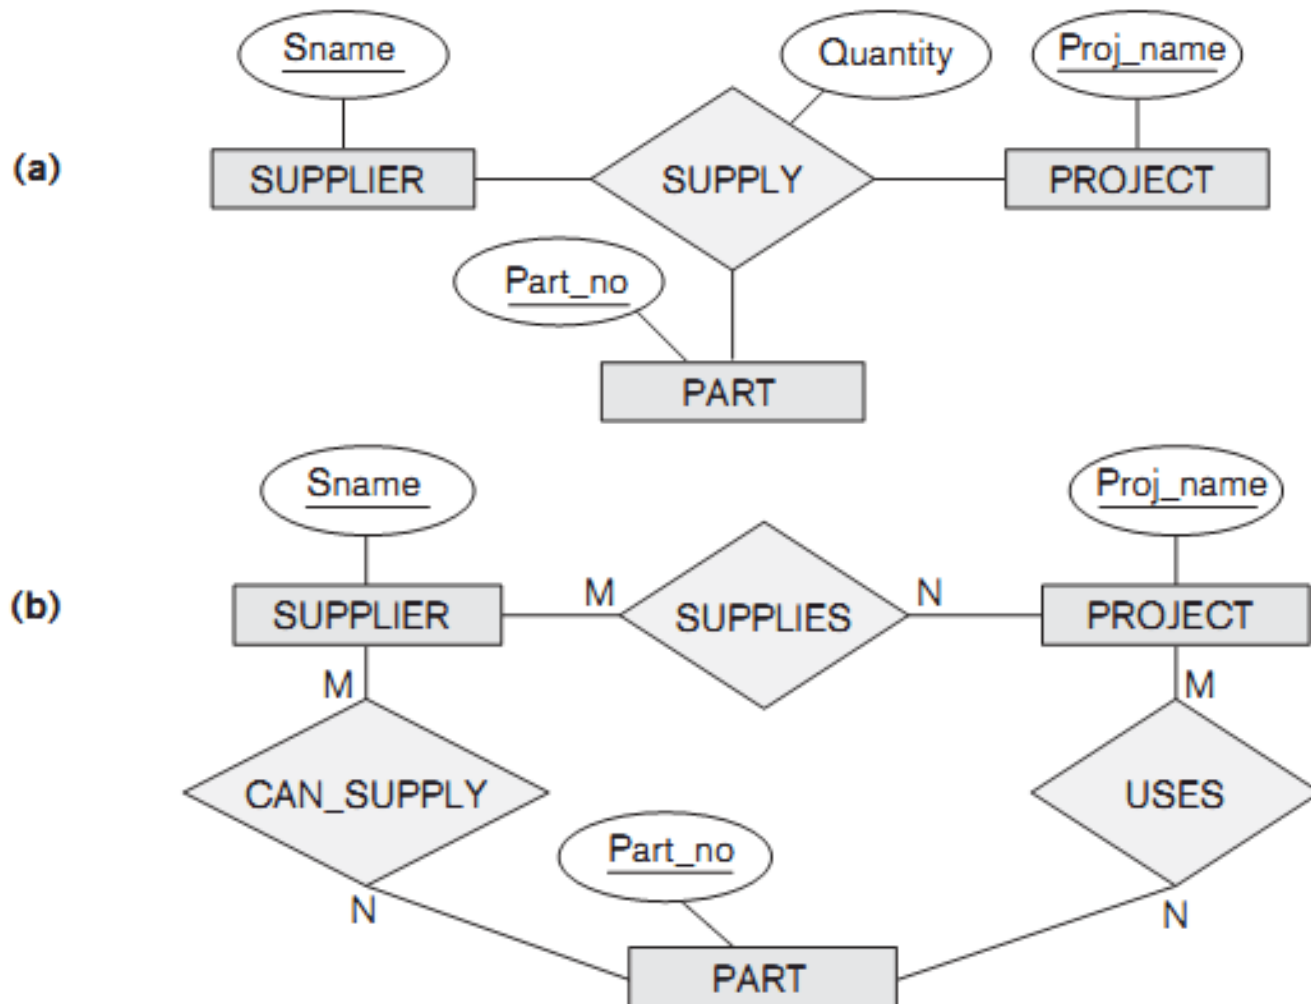 (a)
Sname
Quantity
Proj_name
SUPPLIER
SUPPLY
PROJECT
Part_no
PART
(b)
Sname
Proj_name
SUPPLIER
M
SUPPLIES
N
PROJECT
M
M
CAN_SUPPLY
USES
Part_no
N
N
PART